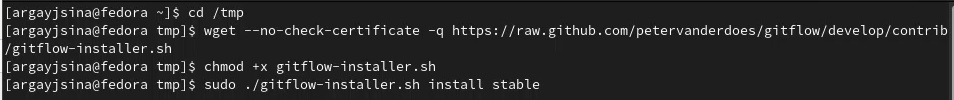 [argayjsina@fedora ~]$ cd /tmp
[argayjsina@fedora tmp]$ wget --no-check-certificate -q https://raw.github.com/petervanderdoes/gitflow/develop/contrib
/gitflow-installer.sh
[argayjsina@fedora tmp]$ chmod +x gitflow-installer.sh
[argayjsina@fedora tmp]$ sudo ./gitflow-installer.sh install stable